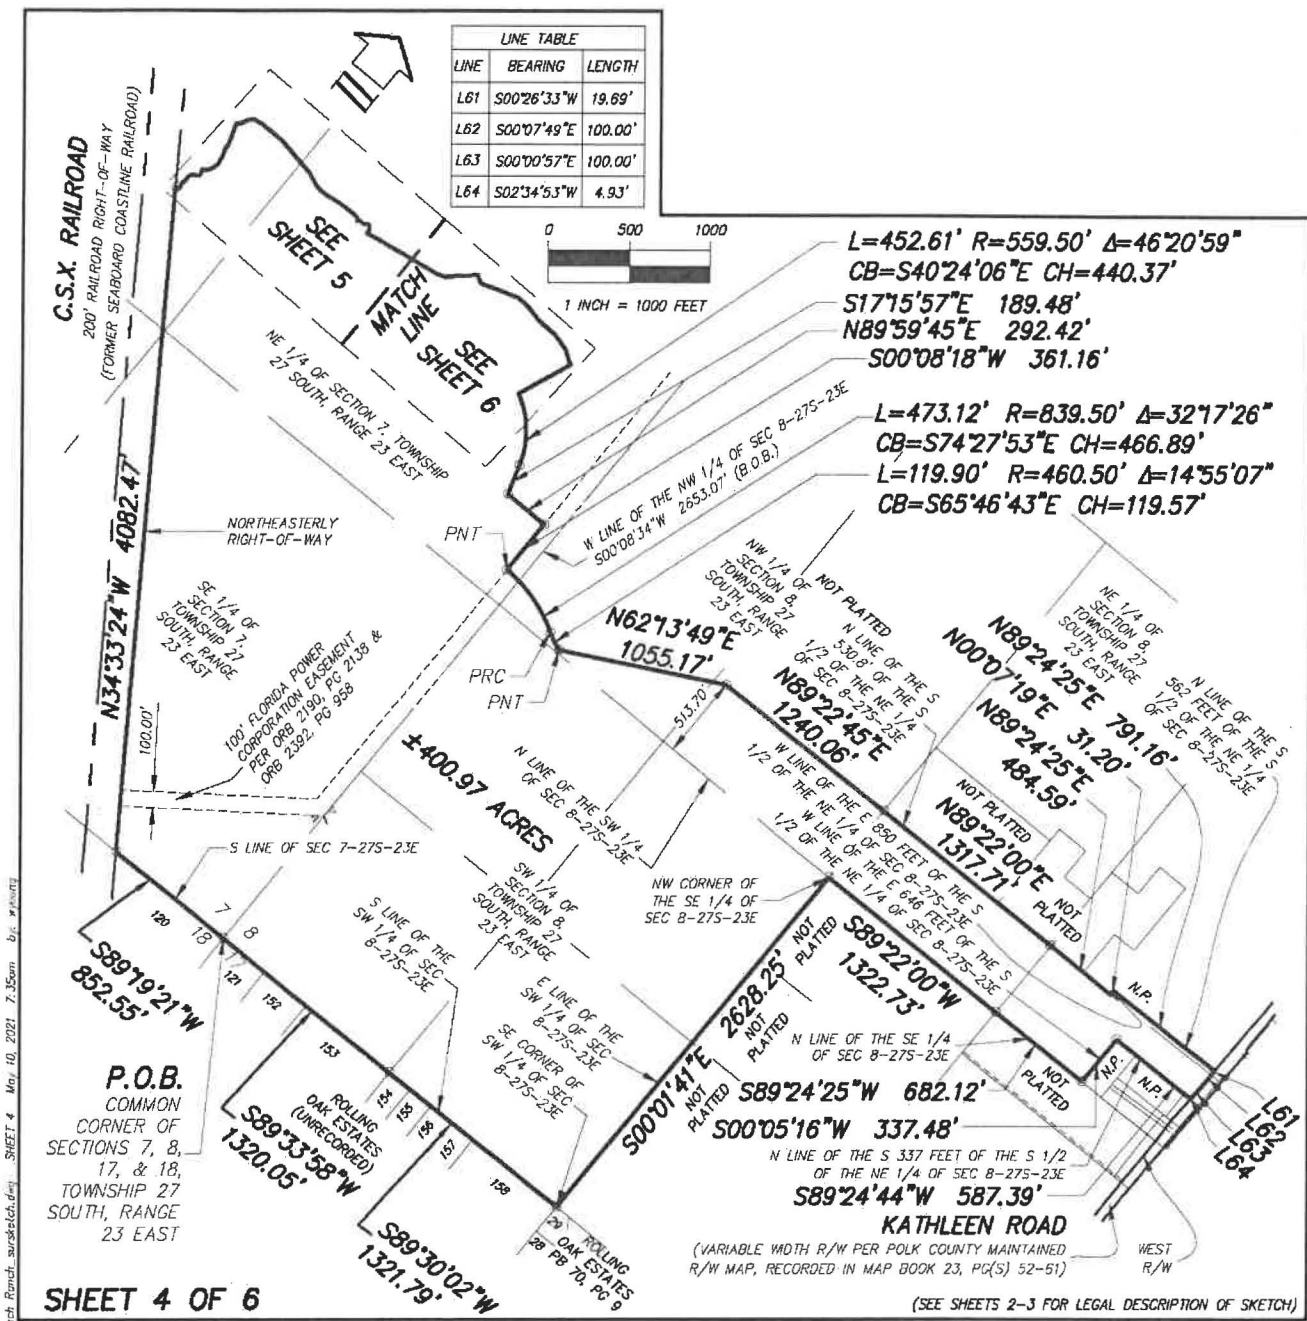 LINE TABLE
LINE BEARING LENGTH
L61 S00°26'33"W 19.69'
L62 S00°07'49"E 100.00'
L63 S00°00'57"E 100.00'
L64 S02°34'53"W 4.93'
0 500 1000
1 INCH = 1000 FEET
C.S.X. RAILROAD
200' RAILROAD RIGHT-OF-WAY
(FORMER SEABOARD COASTLINE RAILROAD)
SEE
SHEET 5
MATCH
LINE
SEE
SHEET 6
L=452.61' R=559.50' Δ=46°20'59"
CB=S40°24'06"E CH=440.37'
S17°15'57"E 189.48'
N89°59'45"E 292.42'
S00°08'18"W 361.16'
L=473.12' R=839.50' Δ=32°17'26"
CB=S74°27'53"E CH=466.89'
L=119.90' R=460.50' Δ=14°55'07"
CB=S65°46'43"E CH=119.57'
NE 1/4 OF SECTION 7, TOWNSHIP
27 SOUTH, RANGE 23 EAST
W LINE OF THE NW 1/4 OF SEC 8-27S-23E
S00°08'34"W 2653.07' (B.O.B.)
N34°33'24"W 4082.47'
NORTHEASTERLY
RIGHT-OF-WAY
PNT
SE 1/4 OF
SECTION 7,
TOWNSHIP 27
SOUTH, RANGE
23 EAST
100' FLORIDA POWER
CORPORATION EASEMENT
PER ORB 2190, PG 2138 &
ORB 2392, PG 958
100.00'
PRC
PNT
N62°13'49"E
1055.17'
513.70'
NW 1/4 OF
SECTION 8,
TOWNSHIP 27
SOUTH, RANGE
23 EAST
NOT PLATTED
N LINE OF THE S
530.8' OF THE S
1/2 OF THE NE 1/4
OF SEC 8-27S-23E
N89°22'45"E
1240.06'
N89°24'25"E 791.16'
N00°07'19"E 31.20'
N89°24'25"E
484.59'
NE 1/4 OF
SECTION 8,
TOWNSHIP 27
SOUTH, RANGE
23 EAST
N LINE OF THE S
562 FEET OF THE S
1/2 OF THE NE 1/4
OF SEC 8-27S-23E
NOT PLATTED
N89°22'00"E
1317.71'
NOT
PLATTED
W LINE OF THE E 850 FEET OF THE S
1/2 OF THE NE 1/4 OF SEC 8-27S-23E
W LINE OF THE E 646 FEET OF THE S
1/2 OF THE NE 1/4 OF SEC 8-27S-23E
±400.97 ACRES
N LINE OF THE SW 1/4
OF SEC 8-27S-23E
S LINE OF SEC 7-27S-23E
NW CORNER OF
THE SE 1/4 OF
SEC 8-27S-23E
SW 1/4 OF
SECTION 8,
TOWNSHIP 27
SOUTH, RANGE
23 EAST
S LINE OF THE
SW 1/4 OF SEC
8-27S-23E
E LINE OF THE
SW 1/4 OF SEC
8-27S-23E
SE CORNER OF
SW 1/4 OF SEC
8-27S-23E
NOT
PLATTED
S89°22'00"W
1322.73'
S00°01'41"E 2628.25'
NOT
PLATTED
NOT
PLATTED
N.P.
N LINE OF THE SE 1/4
OF SEC 8-27S-23E
NOT
PLATTED
N.P.
N.P.
S89°24'25"W 682.12'
S00°05'16"W 337.48'
N LINE OF THE S 337 FEET OF THE S 1/2
OF THE NE 1/4 OF SEC 8-27S-23E
S89°24'44"W 587.39'
L61
L62
L63
L64
KATHLEEN ROAD
(VARIABLE WIDTH R/W PER POLK COUNTY MAINTAINED
R/W MAP, RECORDED IN MAP BOOK 23, PG(S) 52-61)
WEST
R/W
120
7
8
18
17
121
152
153
154
155
156
157
158
S89°19'21"W
852.55'
P.O.B.
COMMON
CORNER OF
SECTIONS 7, 8,
17, & 18,
TOWNSHIP 27
SOUTH, RANGE
23 EAST
ROLLING
OAK ESTATES
(UNRECORDED)
S89°33'58"W
1320.05'
S89°30'02"W
1321.79'
29
28
ROLLING
OAK ESTATES
PB 70, PG 9
SHEET 4 OF 6
(SEE SHEETS 2-3 FOR LEGAL DESCRIPTION OF SKETCH)
Ranch_sursketch.dwg SHEET 4 May 10, 2021 7:35am by: